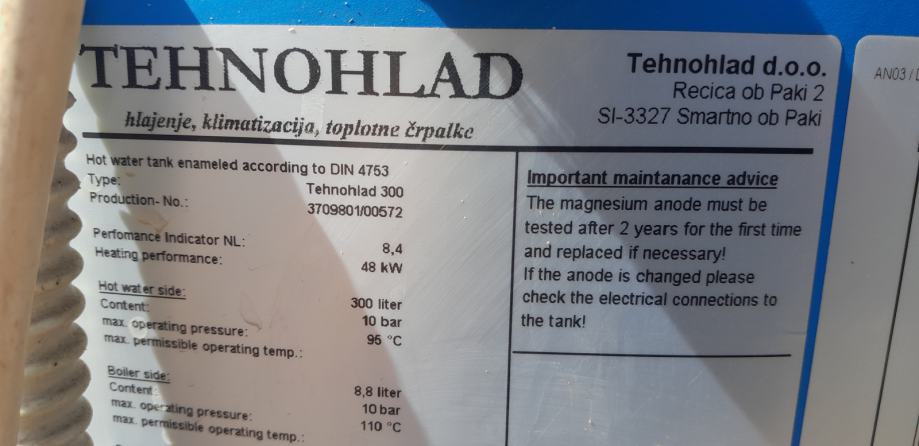 TEHNOHLAD
hlajenje, klimatizacija, toplotne črpalke
Tehnohlad d.o.o.
Recica ob Paki 2
SI-3327 Smartno ob Paki
Hot water tank enameled according to DIN 4753
Type: Tehnohlad 300
Production- No.: 3709801/00572
Perfomance Indicator NL: 8,4
Heating performance: 48 kW
Hot water side:
Content: 300 liter
max. operating pressure: 10 bar
max. permissible operating temp.: 95 °C
Boiler side:
Content: 8,8 liter
max. operating pressure: 10 bar
max. permissible operating temp.: 110 °C
Important maintanance advice
The magnesium anode must be
tested after 2 years for the first time
and replaced if necessary!
If the anode is changed please
check the electrical connections to
the tank!
AN03 /